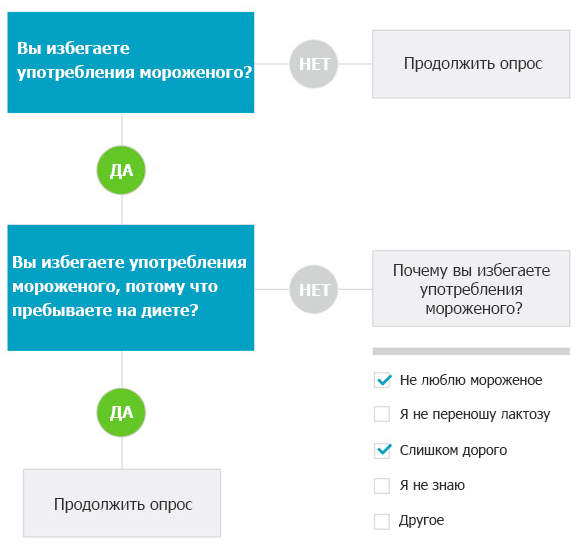 Вы избегаете
употребления мороженого?
НЕТ
Продолжить опрос
ДА
Вы избегаете употребления
мороженого, потому что
пребываете на диете?
НЕТ
Почему вы избегаете
употребления
мороженого?
Не люблю мороженое
Я не переношу лактозу
Слишком дорого
Я не знаю
Другое
ДА
Продолжить опрос